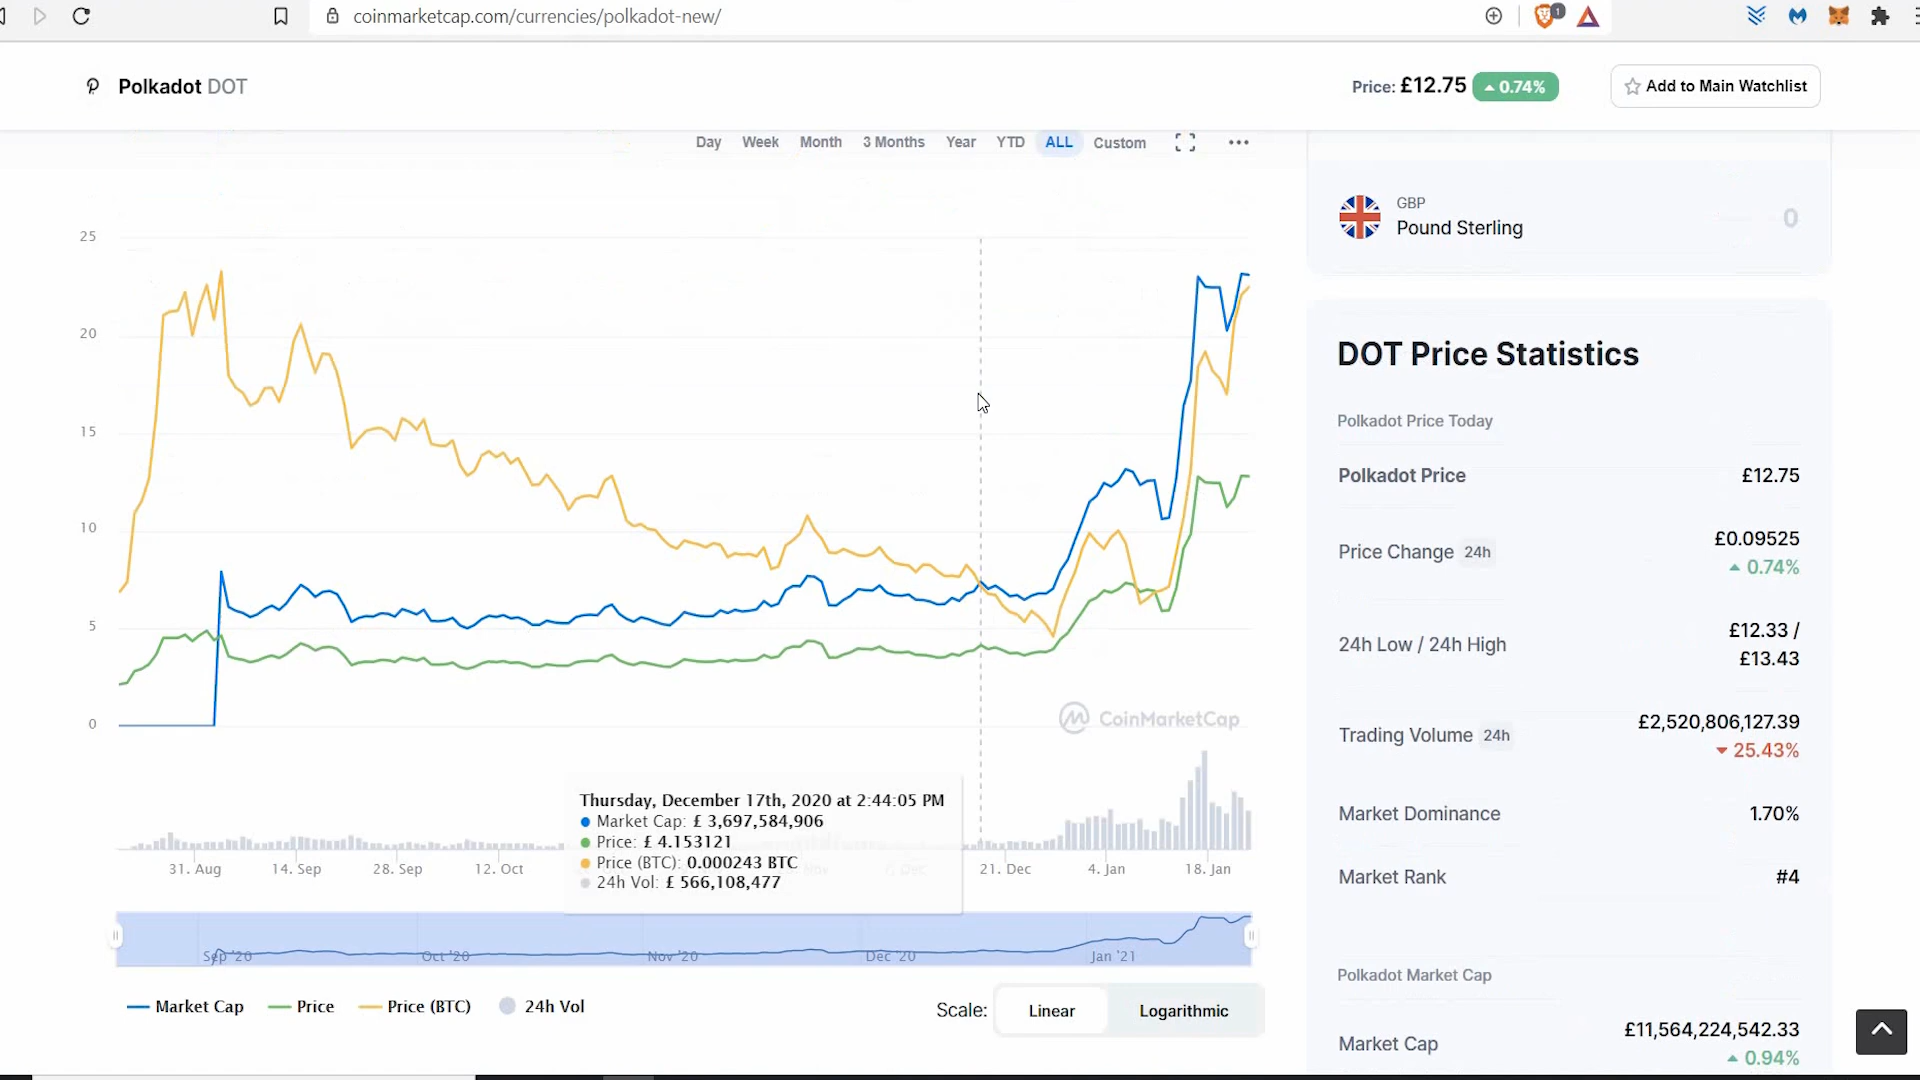 coinmarketcap.com/currencies/polkadot-new/
1
Polkadot DOT
Price: £12.75 0.74%
Add to Main Watchlist
Day Week Month 3 Months Year YTD ALL Custom
GBP
Pound Sterling
0
25
20
15
10
5
0
CoinMarketCap
Thursday, December 17th, 2020 at 2:44:05 PM
Market Cap: £ 3,697,584,906
Price: £ 4.153121
Price (BTC): 0.000243 BTC
24h Vol: £ 566,108,477
31. Aug 14. Sep 28. Sep 12. Oct Nov 7. Dec 21. Dec 4. Jan 18. Jan
Sep '20 Oct '20 Nov '20 Dec '20 Jan '21
Market Cap Price Price (BTC) 24h Vol
Scale: Linear Logarithmic
DOT Price Statistics
Polkadot Price Today
Polkadot Price £12.75
Price Change 24h £0.09525
0.74%
24h Low / 24h High £12.33 /
£13.43
Trading Volume 24h £2,520,806,127.39
25.43%
Market Dominance 1.70%
Market Rank #4
Polkadot Market Cap
Market Cap £11,564,224,542.33
0.94%